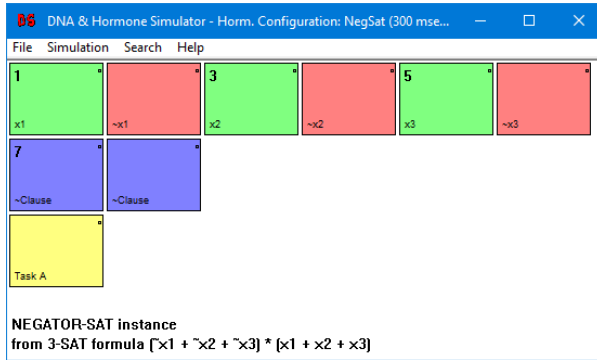 DS DNA & Hormone Simulator - Horm. Configuration: NegSat (300 mse...
File Simulation Search Help
1 3 5
x1 ~x1 x2 ~x2 x3 ~x3
7
~Clause ~Clause
Task A
NEGATOR-SAT instance
from 3-SAT formula (~x1 + ~x2 + ~x3) * (x1 + x2 + x3)